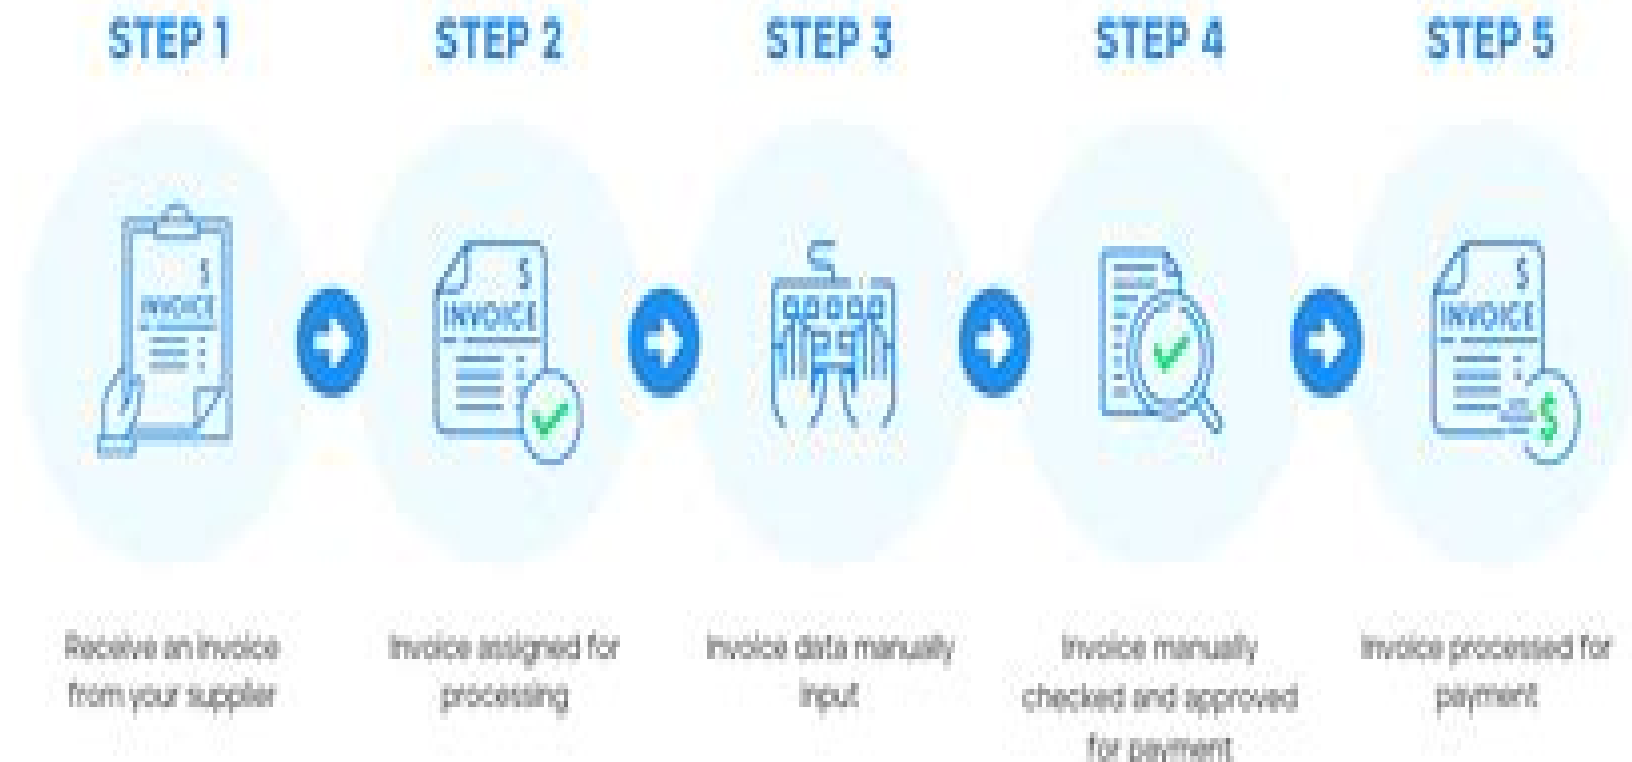 STEP 1
STEP 2
STEP 3
STEP 4
STEP 5
$
INVOICE
$
INVOICE
$
INVOICE
$
Receive an invoice
from your supplier
Invoice assigned for
processing
Invoice data manually
input
Invoice manually
checked and approved
for payment
Invoice processed for
payment